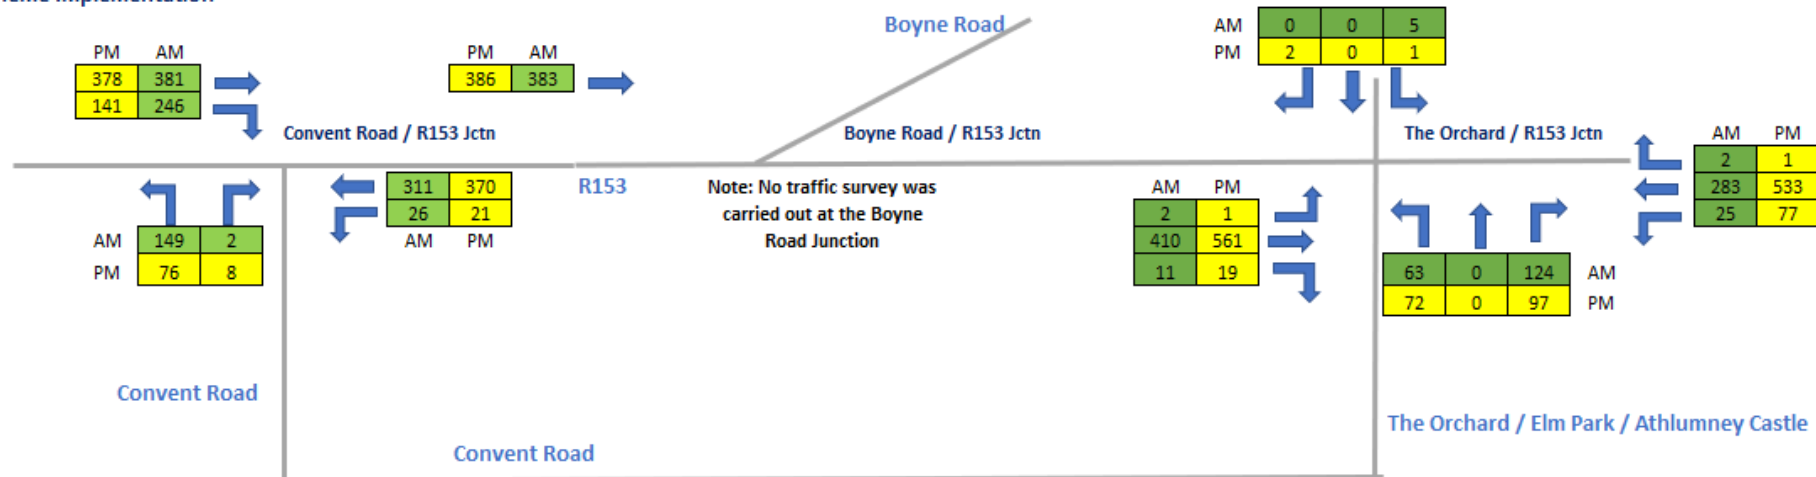 Boyne Road
AM 0 0 5
PM 2 0 1
PM AM
378 381
141 246
PM AM
386 383
Convent Road / R153 Jctn
Boyne Road / R153 Jctn
The Orchard / R153 Jctn
AM PM
2 1
283 533
25 77
311 370
26 21
AM PM
R153
Note: No traffic survey was
carried out at the Boyne
Road Junction
AM PM
2 1
410 561
11 19
AM 149 2
PM 76 8
63 0 124 AM
72 0 97 PM
Convent Road
The Orchard / Elm Park / Athlumney Castle
Convent Road